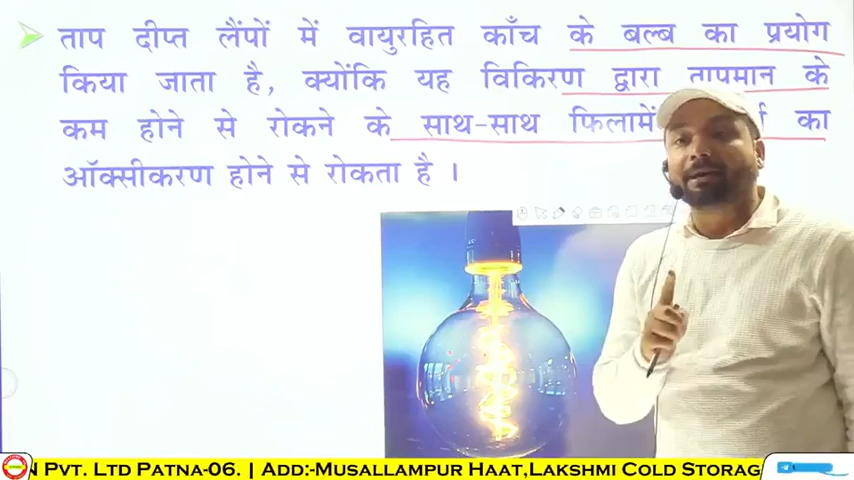 ताप दीप्त लैंपों में वायुरहित काँच के बल्ब का प्रयोग
किया जाता है, क्योंकि यह विकिरण द्वारा तापमान के
कम होने से रोकने के साथ-साथ फिलामें का
ऑक्सीकरण होने से रोकता है ।
N PVT. LTD PATNA-06. | ADD:-MUSALLAMPUR HAAT,LAKSHMI COLD STORAG